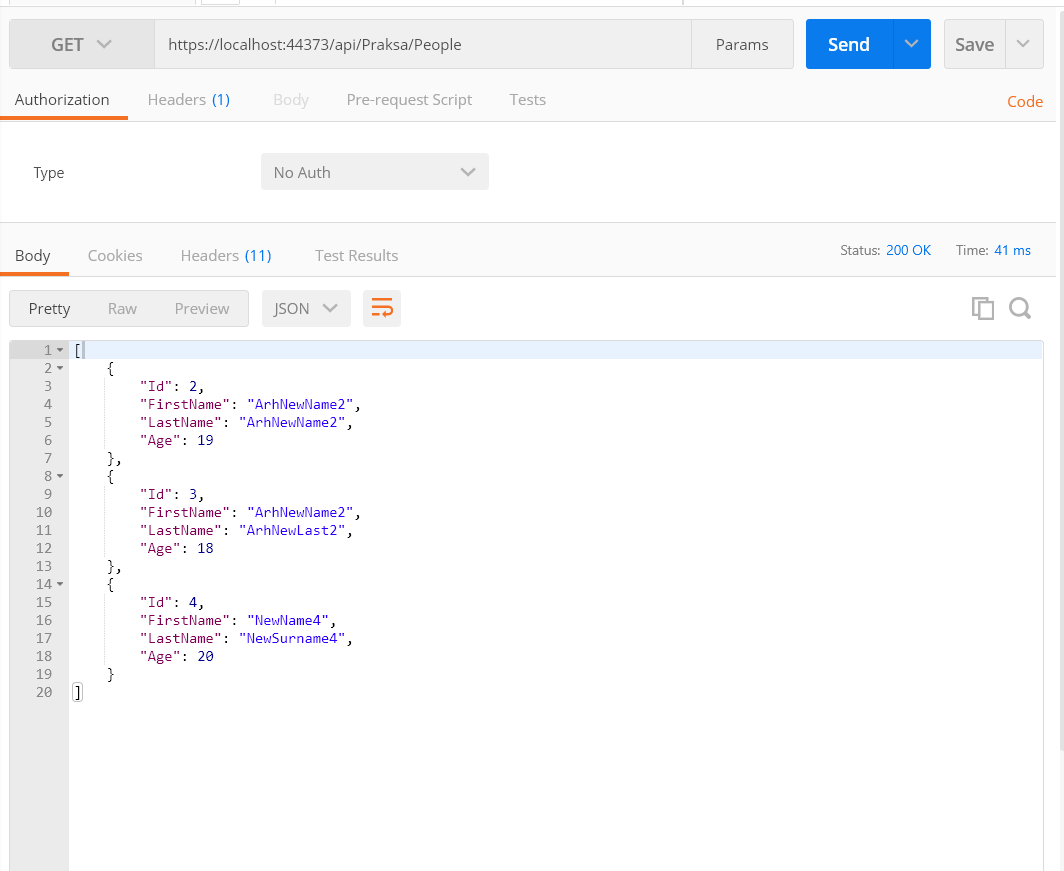 GET https://localhost:44373/api/Praksa/People Params Send Save
Authorization Headers (1) Body Pre-request Script Tests Code
Type No Auth
Body Cookies Headers (11) Test Results Status: 200 OK Time: 41 ms
Pretty Raw Preview JSON
1 [
2 {
3 "Id": 2,
4 "FirstName": "ArhNewName2",
5 "LastName": "ArhNewName2",
6 "Age": 19
7 },
8 {
9 "Id": 3,
10 "FirstName": "ArhNewName2",
11 "LastName": "ArhNewLast2",
12 "Age": 18
13 },
14 {
15 "Id": 4,
16 "FirstName": "NewName4",
17 "LastName": "NewSurname4",
18 "Age": 20
19 }
20 ]